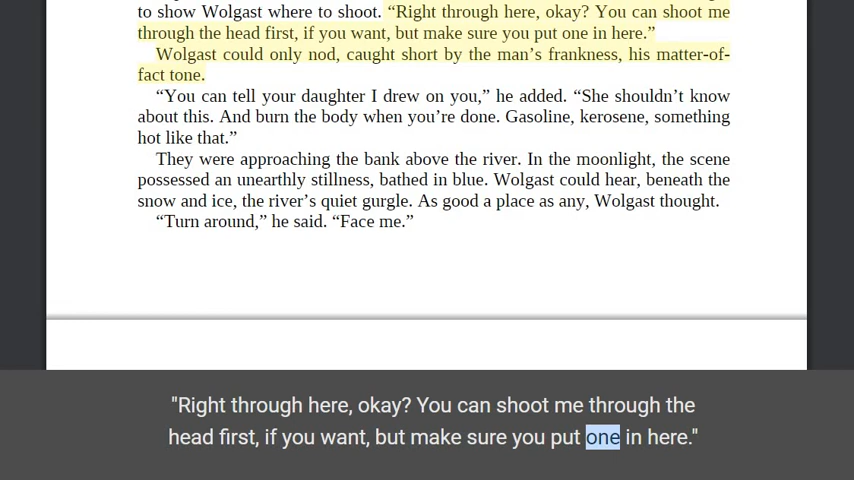 to show Wolgast where to shoot. “Right through here, okay? You can shoot me
through the head first, if you want, but make sure you put one in here.”
Wolgast could only nod, caught short by the man’s frankness, his matter-of-
fact tone.
“You can tell your daughter I drew on you,” he added. “She shouldn’t know
about this. And burn the body when you’re done. Gasoline, kerosene, something
hot like that.”
They were approaching the bank above the river. In the moonlight, the scene
possessed an unearthly stillness, bathed in blue. Wolgast could hear, beneath the
snow and ice, the river’s quiet gurgle. As good a place as any, Wolgast thought.
“Turn around,” he said. “Face me.”
"Right through here, okay? You can shoot me through the
head first, if you want, but make sure you put one in here."